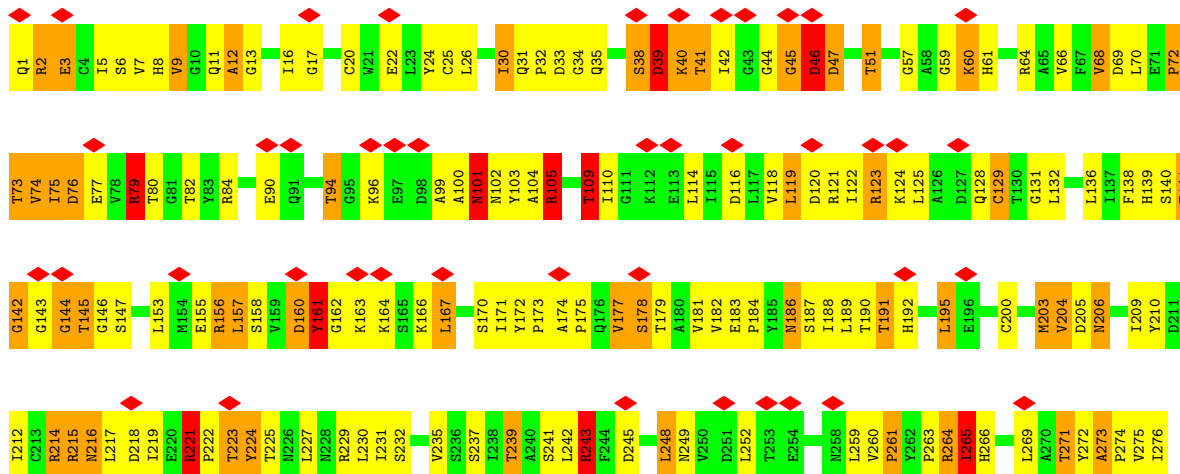 Q1 R2 E3 C4 I5 S6 V7 H8 V9 G10 Q11 A12 G13 I16 G17 C20 W21 E22 L23 Y24 C25 L26 I30 Q31 P32 D33 G34 Q35 S38 D39 K40 T41 I42 G43 G44 G45 D46 D47 T51 G57 A58 G59 K60 H61 R64 A65 V66 F67 V68 D69 L70 E71 P72
T73 V74 I75 D76 E77 V78 R79 T80 G81 T82 Y83 R84 E90 Q91 T94 G95 K96 E97 D98 A99 A100 N101 N102 Y103 A104 R105 T109 I110 G111 K112 E113 L114 I115 D116 L117 V118 L119 D120 R121 I122 R123 K124 L125 A126 D127 Q128 C129 T130 G131 L132 L136 I137 F138 H139 S140
G142 G143 G144 T145 G146 S147 L153 M154 E155 R156 L157 S158 V159 D160 Y161 G162 K163 K164 S165 K166 L167 S170 I171 Y172 P173 A174 P175 Q176 V177 S178 T179 A180 V181 V182 E183 P184 Y185 N186 S187 I188 L189 T190 T191 H192 L195 E196 C200 M203 V204 D205 N206 I209 Y210 D211
I212 C213 R214 R215 N216 L217 D218 I219 E220 R221 P222 T223 Y224 T225 N226 L227 N228 R229 L230 I231 S232 V235 S236 S237 I238 T239 A240 S241 L242 R243 F244 D245 L248 N249 V250 D251 L252 T253 E254 N258 L259 V260 P261 Y262 P263 R264 I265 H266 L269 A270 T271 Y272 A273 P274 V275 I276